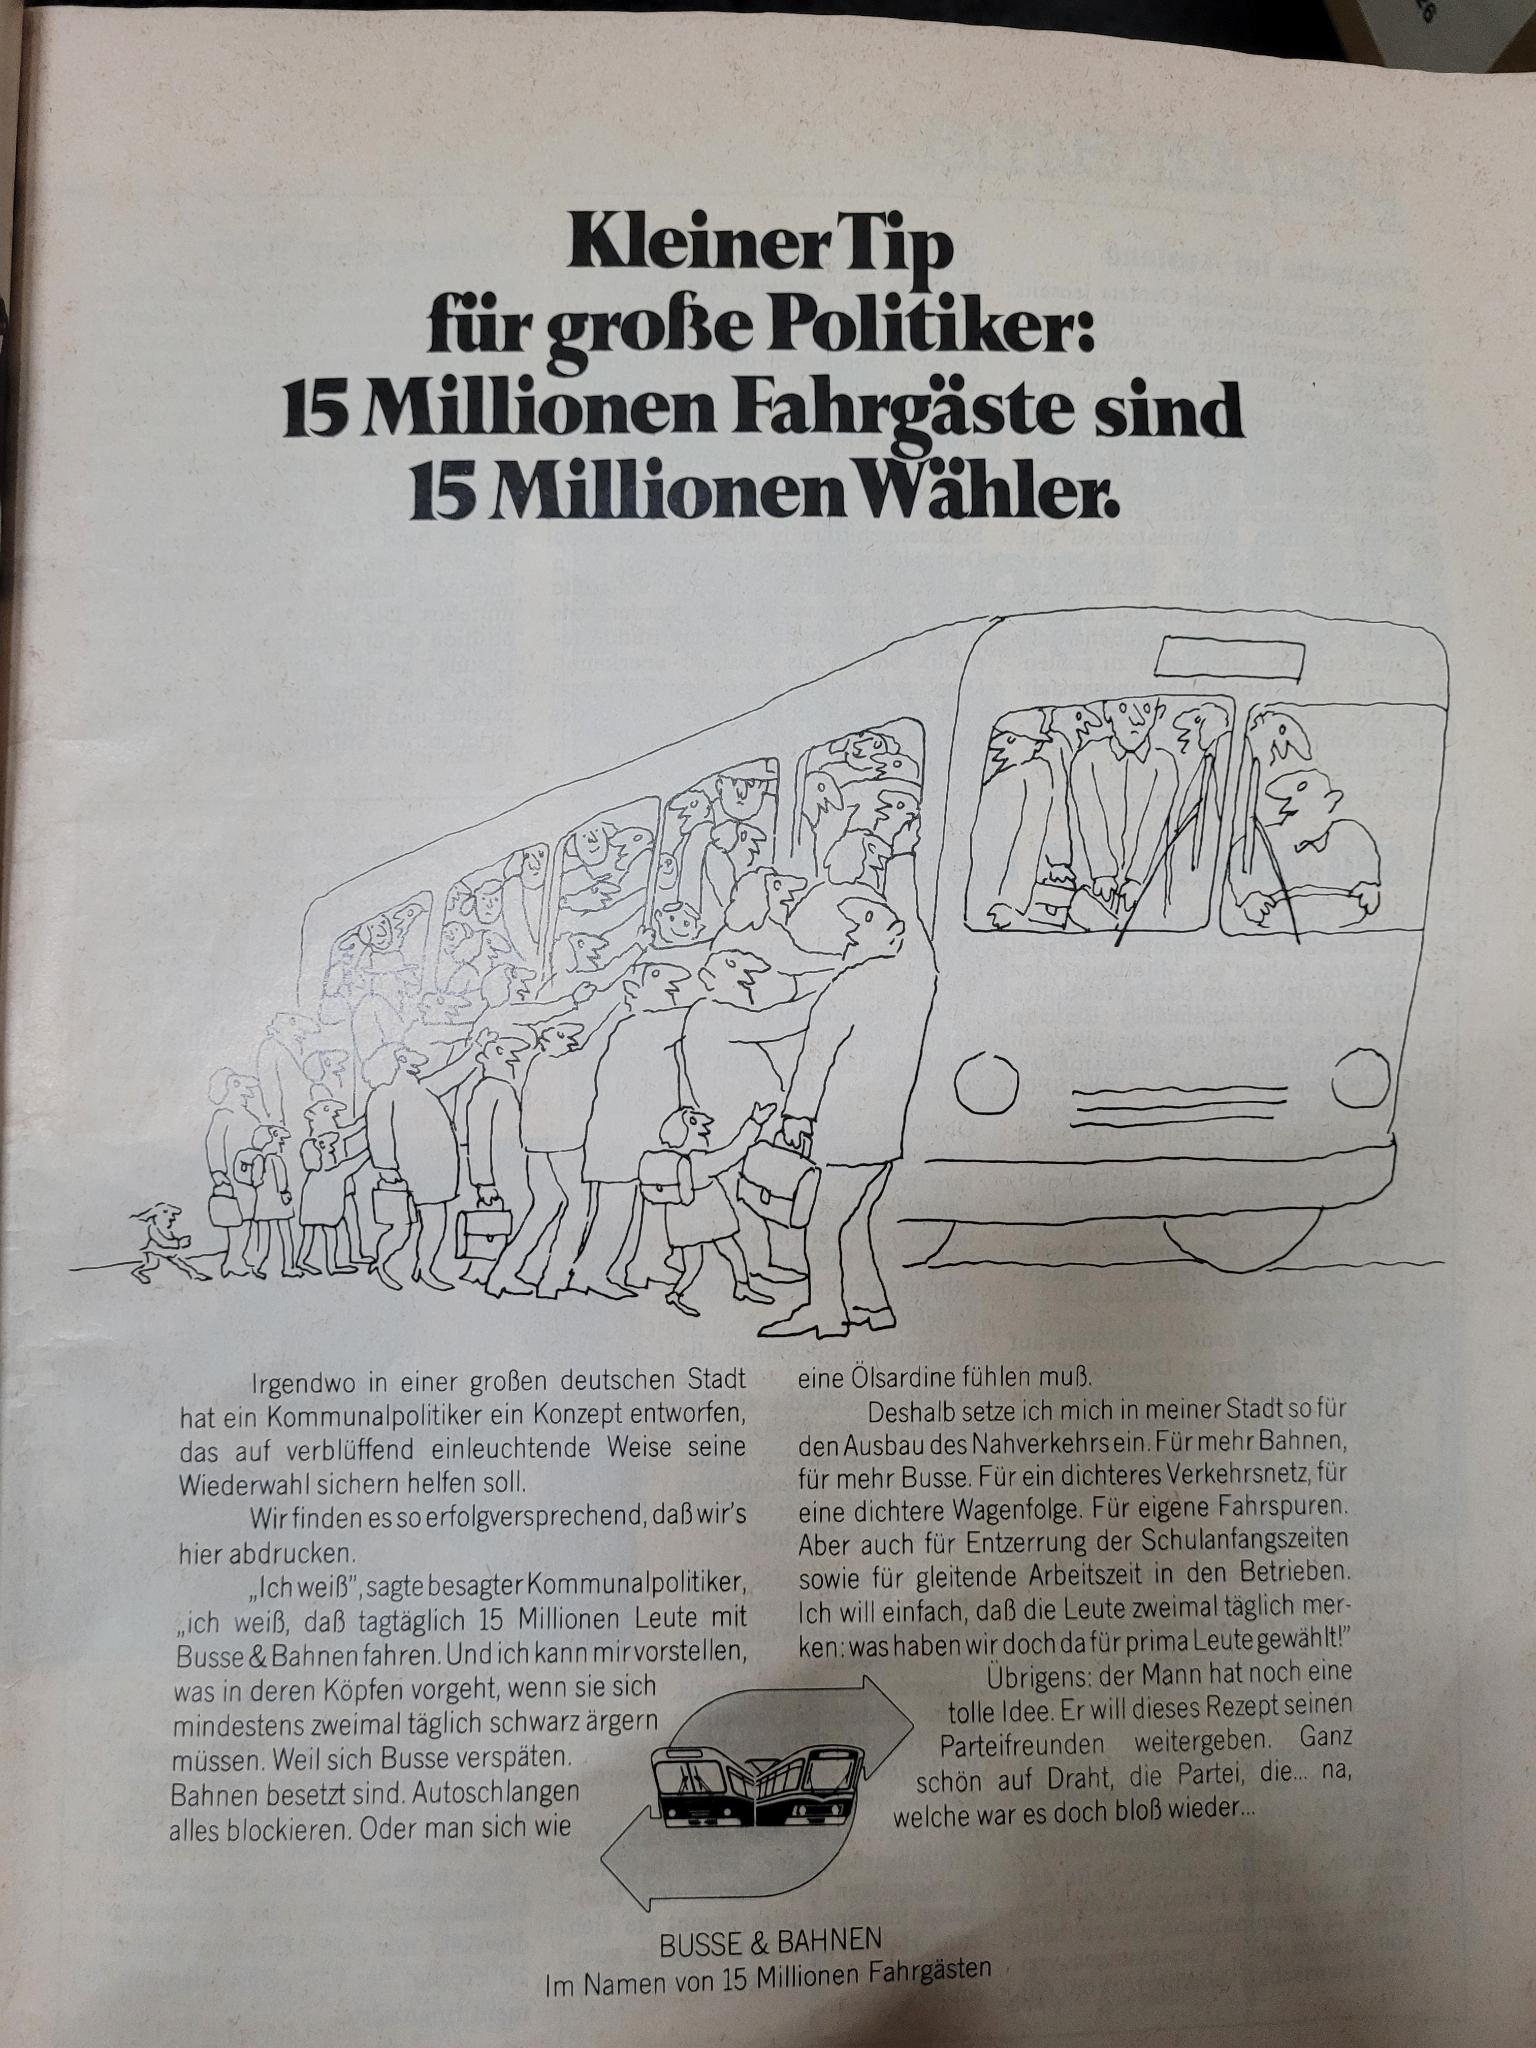 Kleiner Tip
für große Politiker:
15 Millionen Fahrgäste sind
15 Millionen Wähler.
Irgendwo in einer großen deutschen Stadt
hat ein Kommunalpolitiker ein Konzept entworfen,
das auf verblüffend einleuchtende Weise seine
Wiederwahl sichern helfen soll.
Wir finden es so erfolgversprechend, daß wir's
hier abdrucken.
„Ich weiß", sagte besagter Kommunalpolitiker,
„ich weiß, daß tagtäglich 15 Millionen Leute mit
Busse & Bahnen fahren. Und ich kann mir vorstellen,
was in deren Köpfen vorgeht, wenn sie sich
mindestens zweimal täglich schwarz ärgern
müssen. Weil sich Busse verspäten.
Bahnen besetzt sind. Autoschlangen
alles blockieren. Oder man sich wie
eine Ölsardine fühlen muß.
Deshalb setze ich mich in meiner Stadt so für
den Ausbau des Nahverkehrs ein. Für mehr Bahnen,
für mehr Busse. Für ein dichteres Verkehrsnetz, für
eine dichtere Wagenfolge. Für eigene Fahrspuren.
Aber auch für Entzerrung der Schulanfangszeiten
sowie für gleitende Arbeitszeit in den Betrieben.
Ich will einfach, daß die Leute zweimal täglich mer-
ken: was haben wir doch da für prima Leute gewählt!"
Übrigens: der Mann hat noch eine
tolle Idee. Er will dieses Rezept seinen
Parteifreunden weitergeben. Ganz
schön auf Draht, die Partei, die... na,
welche war es doch bloß wieder...
BUSSE & BAHNEN
Im Namen von 15 Millionen Fahrgästen